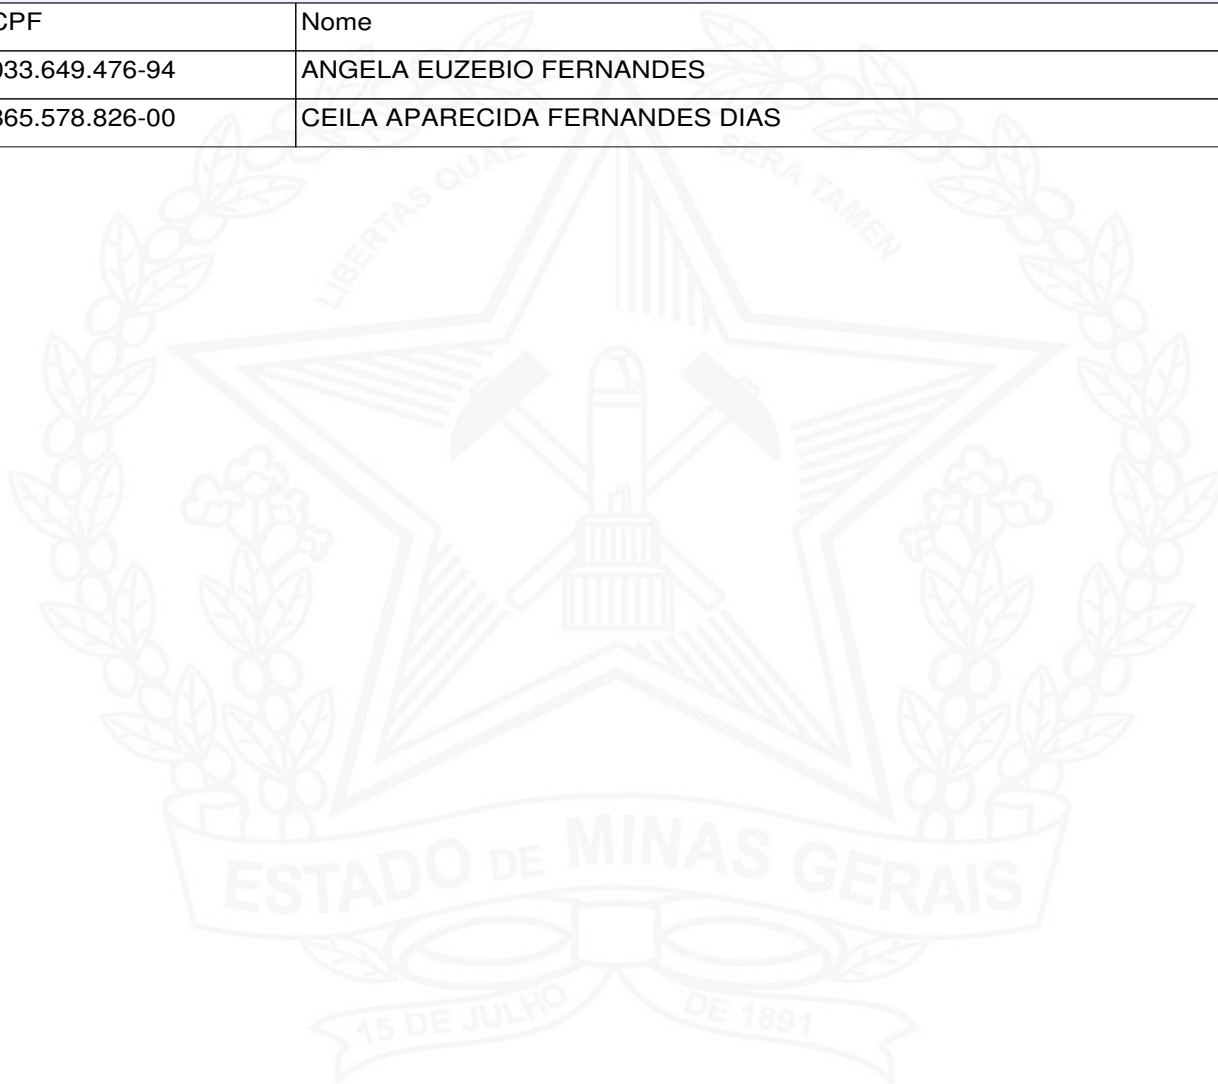 CPF Nome
033.649.476-94 ANGELA EUZEBIO FERNANDES
865.578.826-00 CEILA APARECIDA FERNANDES DIAS
LIBERTAS QUAE SERA TAMEN
ESTADO DE MINAS GERAIS
15 DE JULHO DE 1891